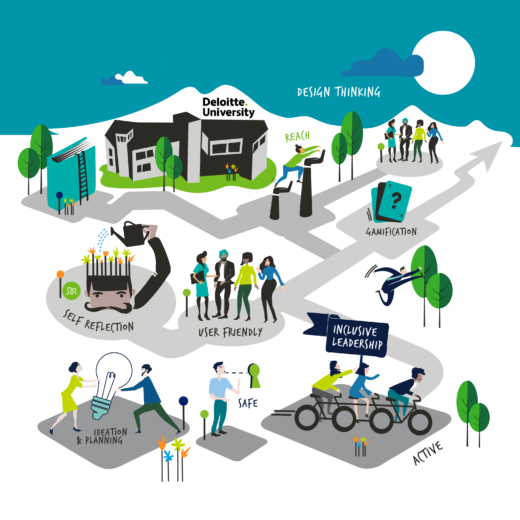 Deloitte.
University
DESIGN THINKING
REACH
?
GAMIFICATION
SELF REFLECTION
USER FRIENDLY
INCLUSIVE
LEADERSHIP
IDEATION
& PLANNING
SAFE
ACTIVE